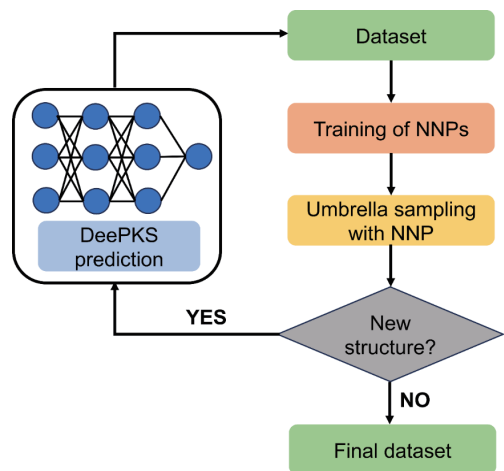 Dataset
Training of NNPs
Umbrella sampling
with NNP
DeePKS
prediction
YES
New
structure?
NO
Final dataset